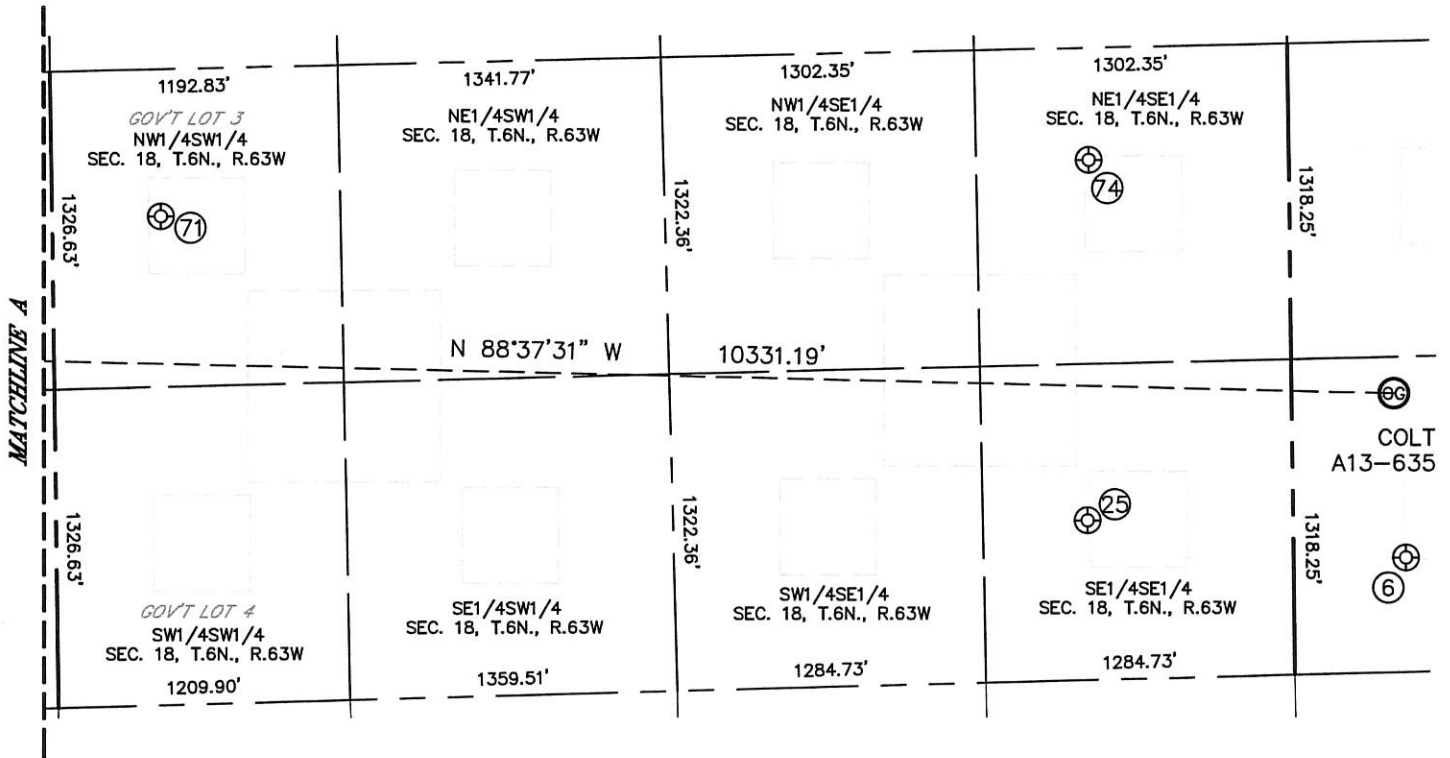 1192.83'
1341.77'
1302.35'
1302.35'
GOV'T LOT 3
NW1/4SW1/4
SEC. 18, T.6N., R.63W
NE1/4SW1/4
SEC. 18, T.6N., R.63W
NW1/4SE1/4
SEC. 18, T.6N., R.63W
NE1/4SE1/4
SEC. 18, T.6N., R.63W
74
71
1326.63'
1322.36'
1318.25'
MATCHLINE A
N 88°37'31" W
10331.19'
OG
COLT
A13-635
1326.63'
1322.36'
25
1318.25'
6
GOV'T LOT 4
SW1/4SW1/4
SEC. 18, T.6N., R.63W
SE1/4SW1/4
SEC. 18, T.6N., R.63W
SW1/4SE1/4
SEC. 18, T.6N., R.63W
SE1/4SE1/4
SEC. 18, T.6N., R.63W
1209.90'
1359.51'
1284.73'
1284.73'